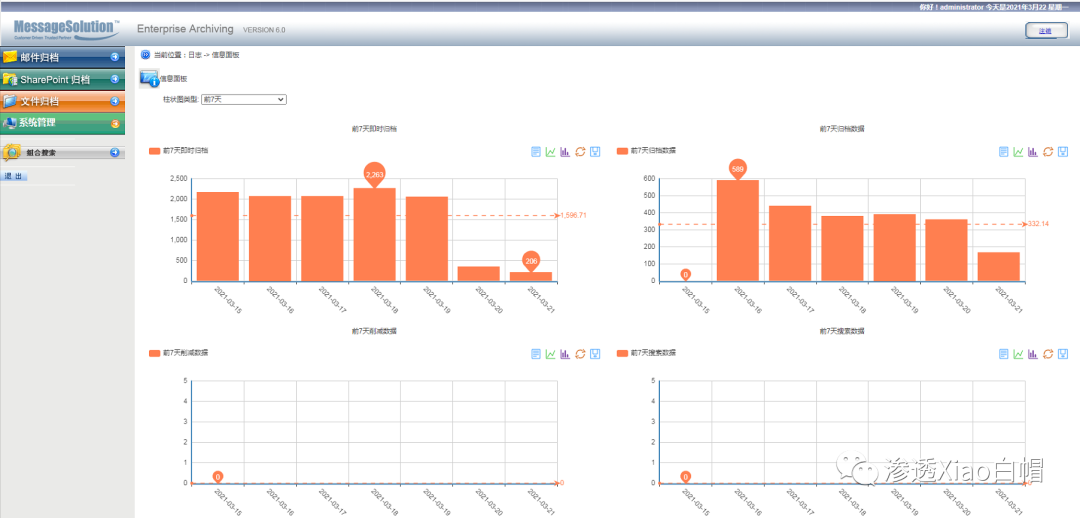 你好！administrator 今天是2021年3月22 星期一
MessageSolution™
Customer Driven Trusted Partner
Enterprise Archiving VERSION 6.0
注销
邮件归档
SharePoint 归档
文件归档
系统管理
组合搜索
退 出
当前位置：日志 -> 信息面板
信息面板
柱状图类型: 前7天
前7天即时归档
前7天即时归档
2,500
2,000
1,500
1,000
500
0
2,263
206
1,596.71
2021-03-15
2021-03-16
2021-03-17
2021-03-18
2021-03-19
2021-03-20
2021-03-21
前7天归档数据
前7天归档数据
600
500
400
300
200
100
0
0
589
332.14
2021-03-15
2021-03-16
2021-03-17
2021-03-18
2021-03-19
2021-03-20
2021-03-21
前7天削减数据
前7天削减数据
5
4
3
2
1
0
0
0
2021-03-15
2021-03-16
2021-03-17
2021-03-18
2021-03-19
2021-03-20
2021-03-21
前7天搜索数据
前7天搜索数据
5
4
3
2
1
0
0
0
2021-03-15
2021-03-16
2021-03-17
2021-03-18
2021-03-19
2021-03-20
2021-03-21
渗透Xiao白帽